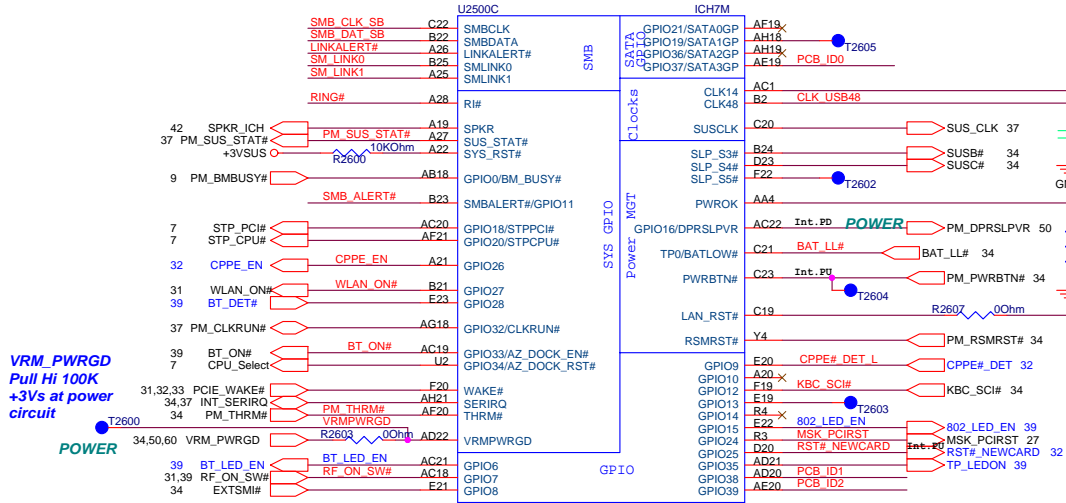 U2500C ICH7M
SMB_CLK_SB C22 SMBCLK GPIO21/SATA0GP AF19
SMB_DAT_SB B22 SMBDATA GPIO19/SATA1GP AH18 T2605
LINKALERT# A26 LINKALERT# GPIO36/SATA2GP AH19
SM_LINK0 B25 SMLINK0 GPIO37/SATA3GP AE19 PCB_ID0
SM_LINK1 A25 SMLINK1
SMB
SATA GPIO
CLK14 AC1
RING# A28 RI# CLK48 B2 CLK_USB48
Clocks
42 SPKR_ICH A19 SPKR SUSCLK C20 SUS_CLK 37
37 PM_SUS_STAT# PM_SUS_STAT# A27 SUS_STAT#
+3VSUS R2600 10KOhm A22 SYS_RST# SLP_S3# B24 SUSB# 34
SLP_S4# D23 SUSC# 34
9 PM_BMBUSY# AB18 GPIO0/BM_BUSY# SLP_S5# F22 T2602
SMB_ALERT# B23 SMBALERT#/GPIO11 PWROK AA4
SYS GPIO
Power MGT
7 STP_PCI# AC20 GPIO18/STPPCI# GPIO16/DPRSLPVR AC22 Int.PD POWER PM_DPRSLPVR 50
7 STP_CPU# AF21 GPIO20/STPCPU#
TP0/BATLOW# C21 BAT_LL# BAT_LL# 34
32 CPPE_EN A21 GPIO26
PWRBTN# C23 Int.PU PM_PWRBTN# 34
31 WLAN_ON# WLAN_ON# B21 GPIO27
39 BT_DET# E23 GPIO28 T2604
LAN_RST# C19 R2607 0Ohm
37 PM_CLKRUN# AG18 GPIO32/CLKRUN#
RSMRST# Y4 PM_RSMRST# 34
39 BT_ON# BT_ON# AC19 GPIO33/AZ_DOCK_EN#
7 CPU_Select U2 GPIO34/AZ_DOCK_RST# GPIO9 E20 CPPE#_DET_L CPPE#_DET 32
GPIO10 A20
31,32,33 PCIE_WAKE# F20 WAKE# GPIO12 F19 KBC_SCI# KBC_SCI# 34
34,37 INT_SERIRQ AH21 SERIRQ GPIO13 E19 T2603
34 PM_THRM# PM_THRM# AF20 THRM# GPIO14 R4
VRM_PWRGD
Pull Hi 100K
+3Vs at power
circuit
T2600 VRMPWRGD GPIO15 E22 802_LED_EN 802_LED_EN 39
POWER
34,50,60 VRM_PWRGD R2603 0Ohm AD22 VRMPWRGD GPIO24 R3 MSK_PCIRST MSK_PCIRST 27
GPIO25 D20 RST#_NEWCARD Int.PU RST#_NEWCARD 32
39 BT_LED_EN BT_LED_EN AC21 GPIO6 GPIO35 AD21 TP_LEDON 39
31,39 RF_ON_SW# RF_ON_SW# AC18 GPIO7 GPIO38 AD20 PCB_ID1
34 EXTSMI# E21 GPIO8 GPIO39 AE20 PCB_ID2
GPIO